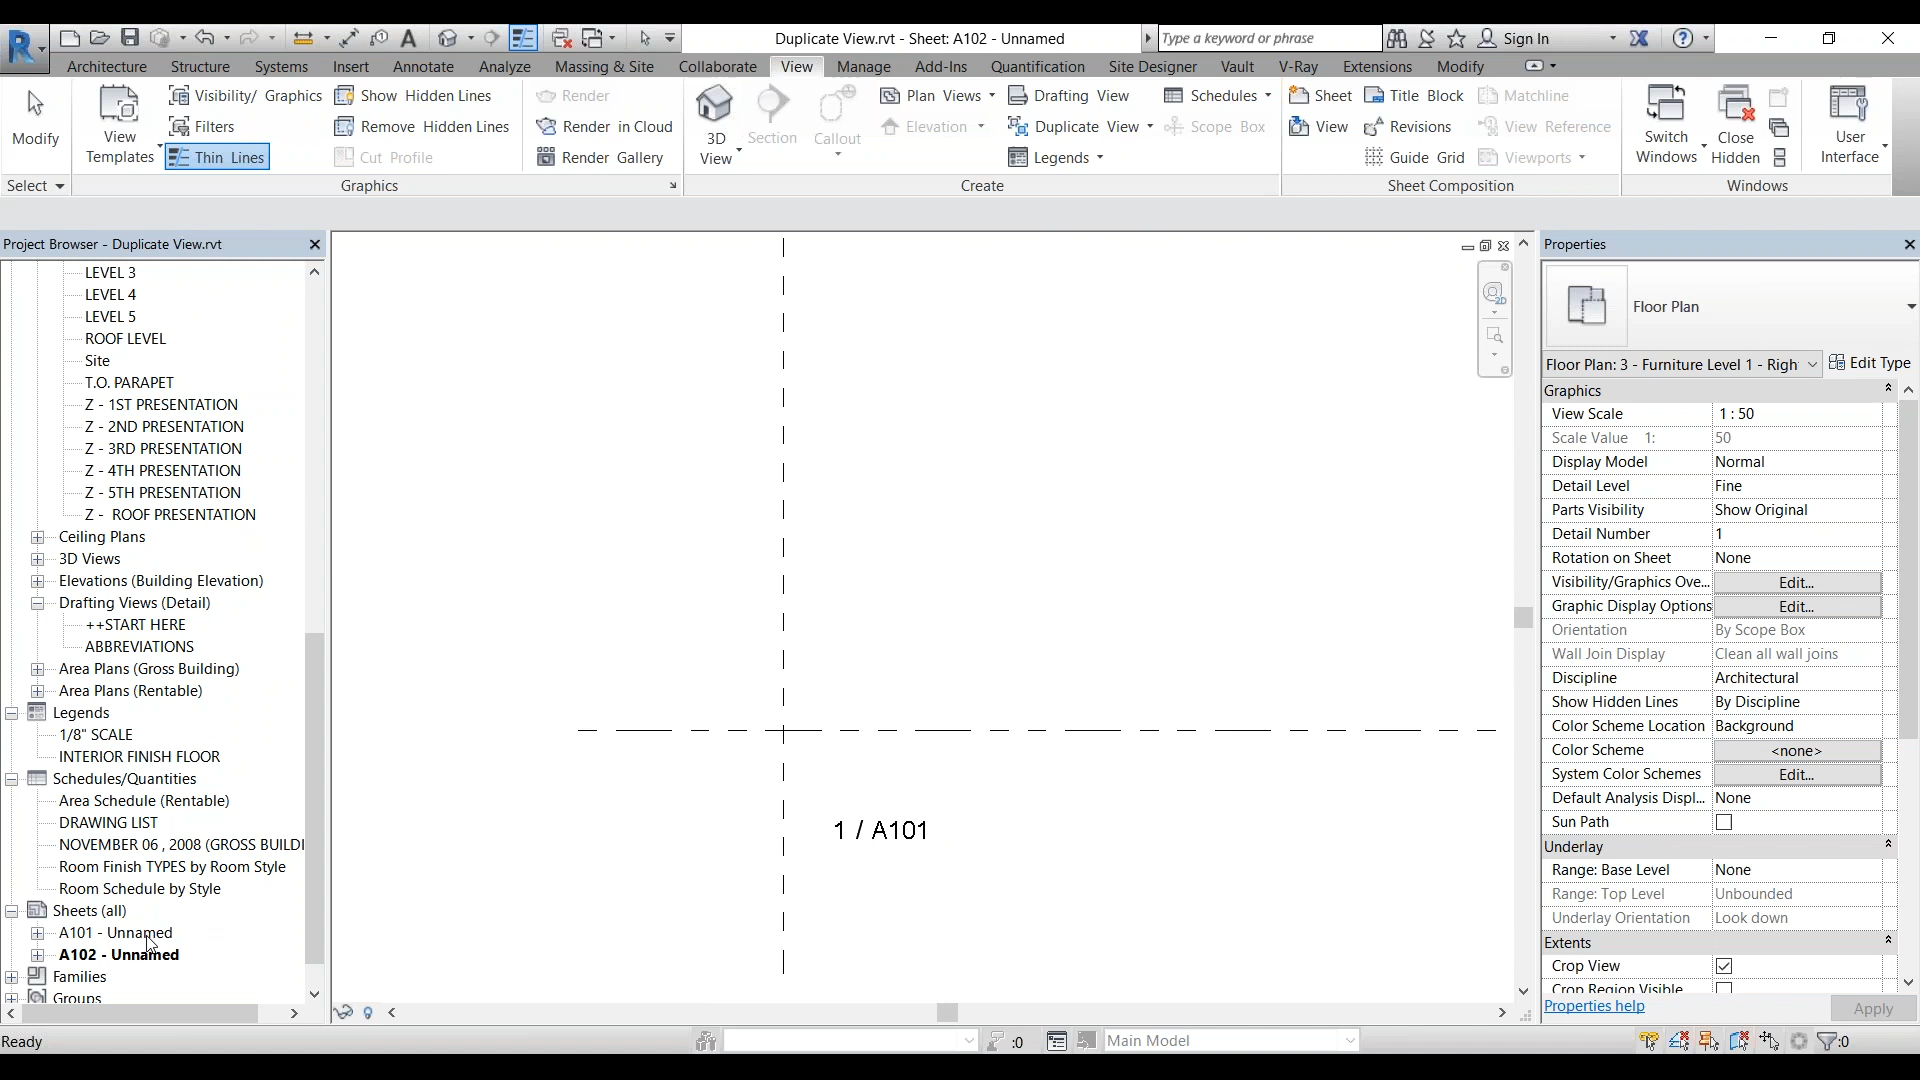 Duplicate View.rvt - Sheet: A102 - Unnamed
Type a keyword or phrase
Sign In
Architecture Structure Systems Insert Annotate Analyze Massing & Site Collaborate View Manage Add-Ins Quantification Site Designer Vault V-Ray Extensions Modify
Modify
View Templates
Visibility/ Graphics
Filters
Thin Lines
Show Hidden Lines
Remove Hidden Lines
Cut Profile
Render
Render in Cloud
Render Gallery
3D View
Section
Callout
Plan Views
Elevation
Drafting View
Duplicate View
Legends
Schedules
Scope Box
Sheet
View
Title Block
Revisions
Guide Grid
Matchline
View Reference
Viewports
Switch Windows
Close Hidden
User Interface
Select
Graphics
Create
Sheet Composition
Windows
Project Browser - Duplicate View.rvt
LEVEL 3
LEVEL 4
LEVEL 5
ROOF LEVEL
Site
T.O. PARAPET
Z - 1ST PRESENTATION
Z - 2ND PRESENTATION
Z - 3RD PRESENTATION
Z - 4TH PRESENTATION
Z - 5TH PRESENTATION
Z - ROOF PRESENTATION
Ceiling Plans
3D Views
Elevations (Building Elevation)
Drafting Views (Detail)
++START HERE
ABBREVIATIONS
Area Plans (Gross Building)
Area Plans (Rentable)
Legends
1/8" SCALE
INTERIOR FINISH FLOOR
Schedules/Quantities
Area Schedule (Rentable)
DRAWING LIST
NOVEMBER 06 , 2008 (GROSS BUILDI
Room Finish TYPES by Room Style
Room Schedule by Style
Sheets (all)
A101 - Unnamed
A102 - Unnamed
Families
Groups
1 / A101
2D
Properties
Floor Plan
Floor Plan: 3 - Furniture Level 1 - Righ
Edit Type
Graphics
View Scale 1 : 50
Scale Value 1: 50
Display Model Normal
Detail Level Fine
Parts Visibility Show Original
Detail Number 1
Rotation on Sheet None
Visibility/Graphics Ove... Edit...
Graphic Display Options Edit...
Orientation By Scope Box
Wall Join Display Clean all wall joins
Discipline Architectural
Show Hidden Lines By Discipline
Color Scheme Location Background
Color Scheme <none>
System Color Schemes Edit...
Default Analysis Displ... None
Sun Path
Underlay
Range: Base Level None
Range: Top Level Unbounded
Underlay Orientation Look down
Extents
Crop View
Crop Region Visible
Properties help
Apply
Ready
:0
Main Model
:0